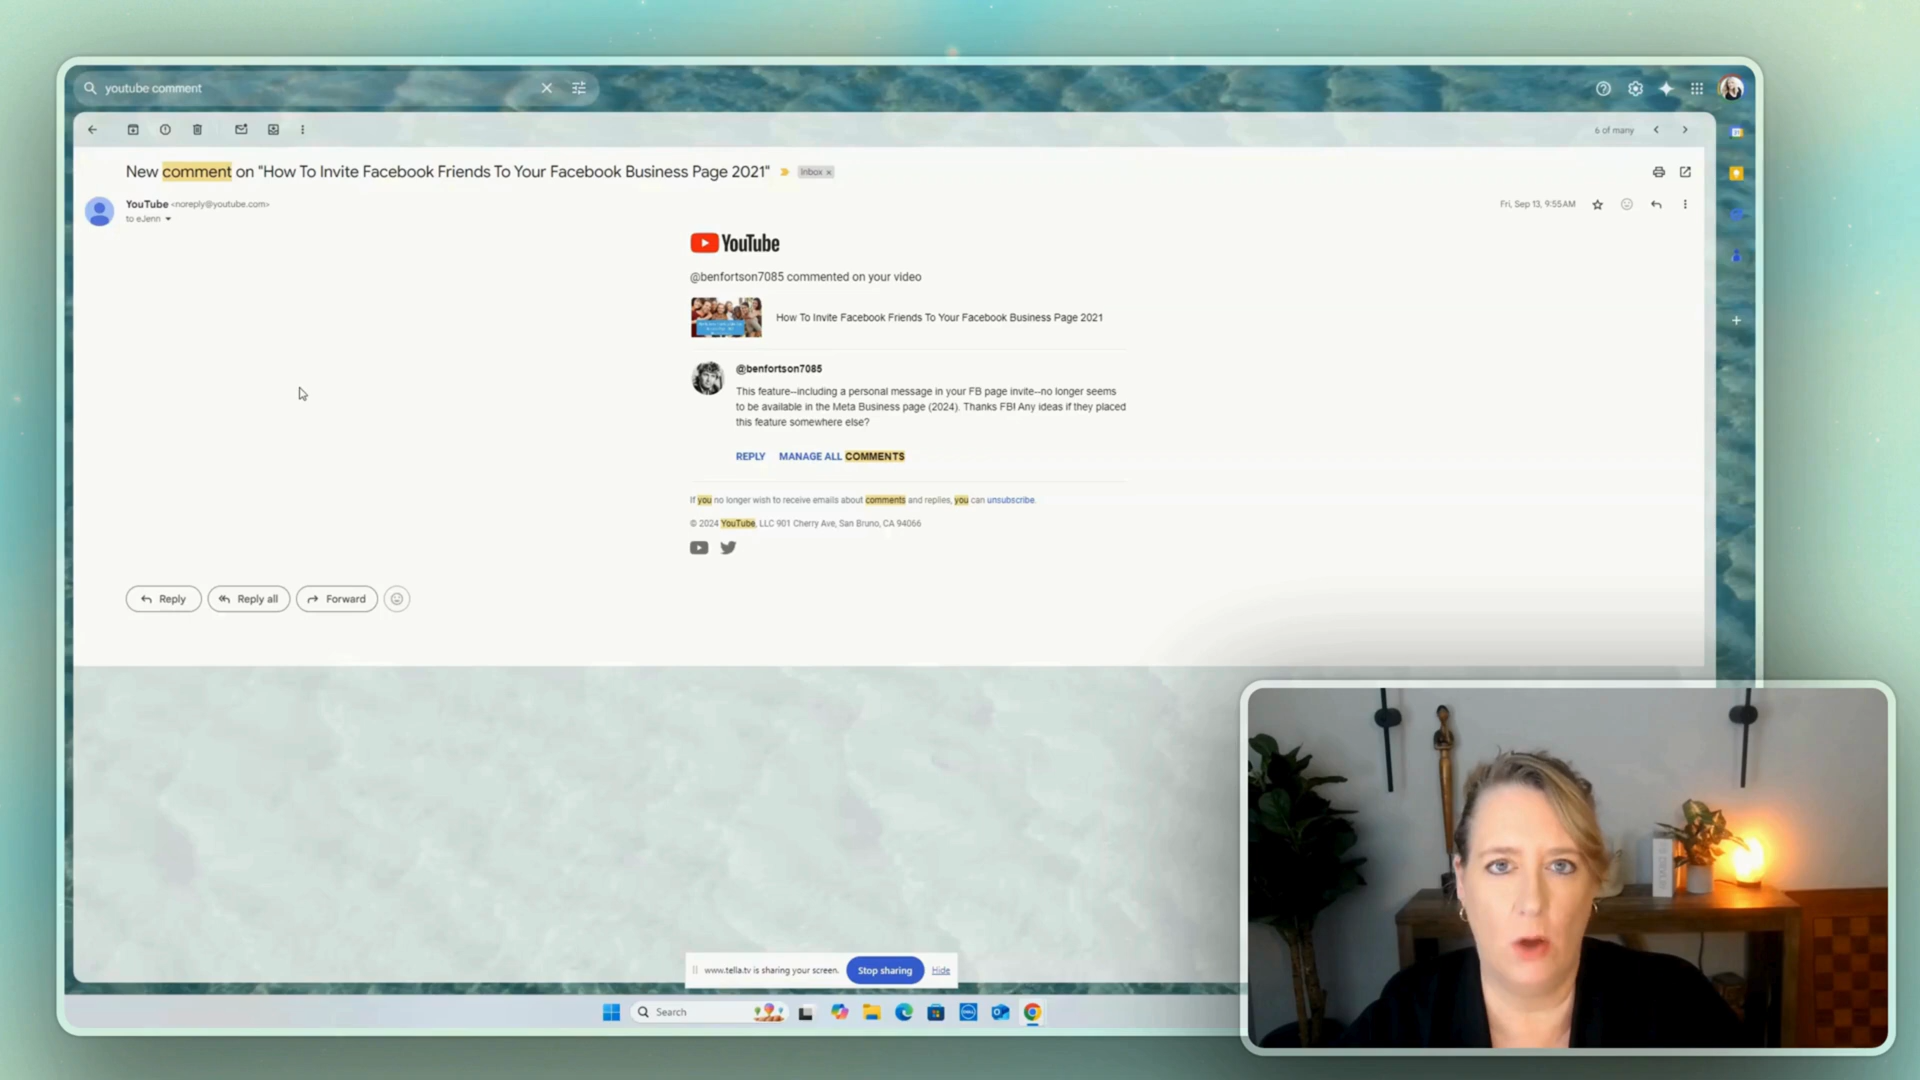 youtube comment
6 of many
New comment on "How To Invite Facebook Friends To Your Facebook Business Page 2021"
Inbox ×
YouTube <noreply@youtube.com>
Fri, Sep 13, 9:55AM
to eJenn
YouTube
@benfortson7085 commented on your video
How To Invite Facebook Friends To Your Facebook Business Page 2021
@benfortson7085
This feature--including a personal message in your FB page invite--no longer seems
to be available in the Meta Business page (2024). Thanks FB! Any ideas if they placed
this feature somewhere else?
REPLY MANAGE ALL COMMENTS
If you no longer wish to receive emails about comments and replies, you can unsubscribe.
© 2024 YouTube, LLC 901 Cherry Ave, San Bruno, CA 94066
Reply
Reply all
Forward
www.tella.tv is sharing your screen.
Stop sharing
Hide
Search